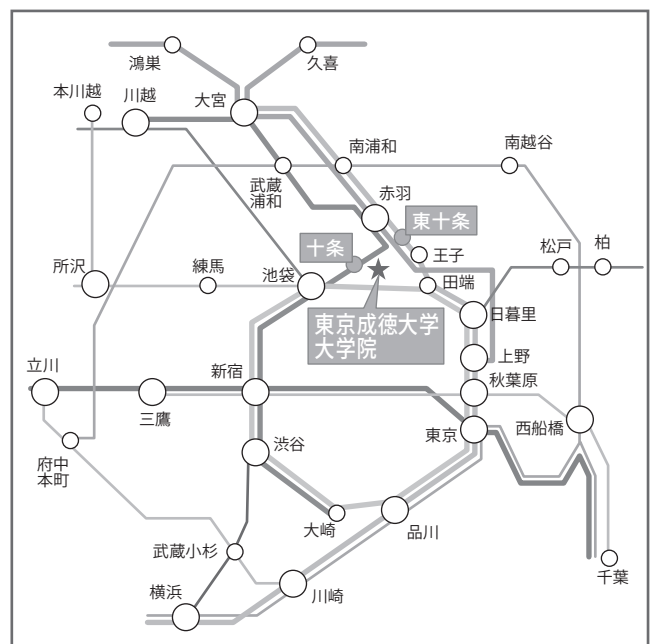 鴻巣
久喜
本川越
川越
大宮
南浦和
南越谷
武蔵
浦和
赤羽
東十条
十条
王子
松戸
柏
所沢
練馬
池袋
田端
日暮里
東京成徳大学
大学院
上野
立川
新宿
秋葉原
三鷹
東京
西船橋
府中
本町
渋谷
大崎
品川
武蔵小杉
千葉
横浜
川崎